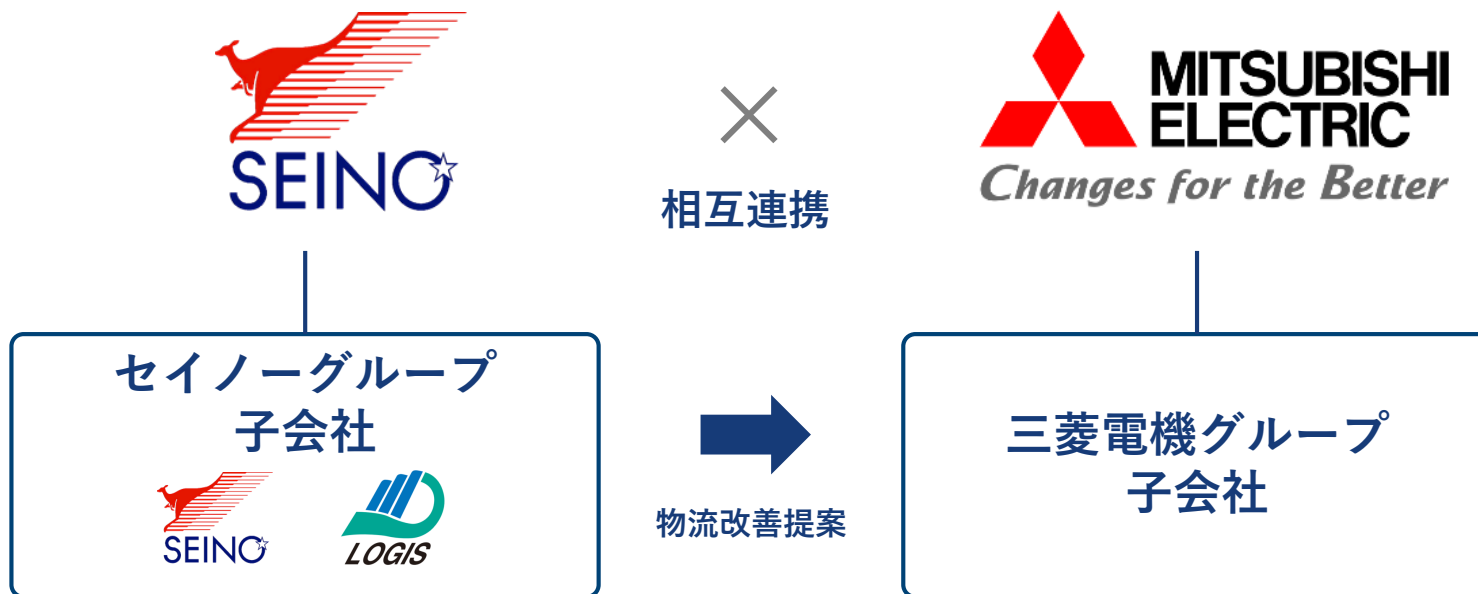 SEINO
×
相互連携
MITSUBISHI
ELECTRIC
Changes for the Better
セイノーグループ
子会社
SEINO
LOGIS
物流改善提案
三菱電機グループ
子会社